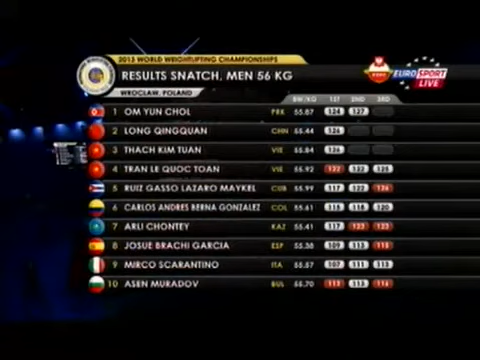 2013 WORLD WEIGHTLIFTING CHAMPIONSHIPS
RESULTS SNATCH, MEN 56 KG
EUROSPORT
LIVE
WROCLAW, POLAND
BW/KG 1ST 2ND 3RD
1 OM YUN CHOL PRK 55.87 124 127
2 LONG QINGQUAN CHN 55.44 126
3 THACH KIM TUAN VIE 55.84 126
4 TRAN LE QUOC TOAN VIE 55.92 122 122 125
5 RUIZ GASSO LAZARO MAYKEL CUB 55.99 117 122 126
6 CARLOS ANDRES BERNA GONZALEZ COL 55.61 115 118 120
7 ARLI CHONTEY KAZ 55.41 117 123 123
8 JOSUE BRACHI GARCIA ESP 55.38 109 113 115
9 MIRCO SCARANTINO ITA 55.57 107 111 113
10 ASEN MURADOV BUL 55.70 113 113 116